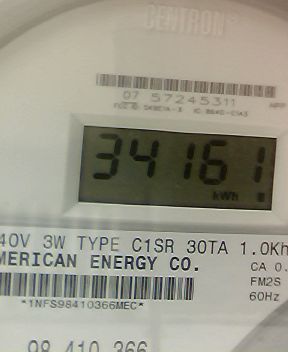 CENTRON®
07 57245311
34161
kWh
40V 3W TYPE C1SR 30TA 1.0Kh
MERICAN ENERGY CO.
CA 0.
FM2S
60Hz
*1NFS98410366MEC*
98 410 366